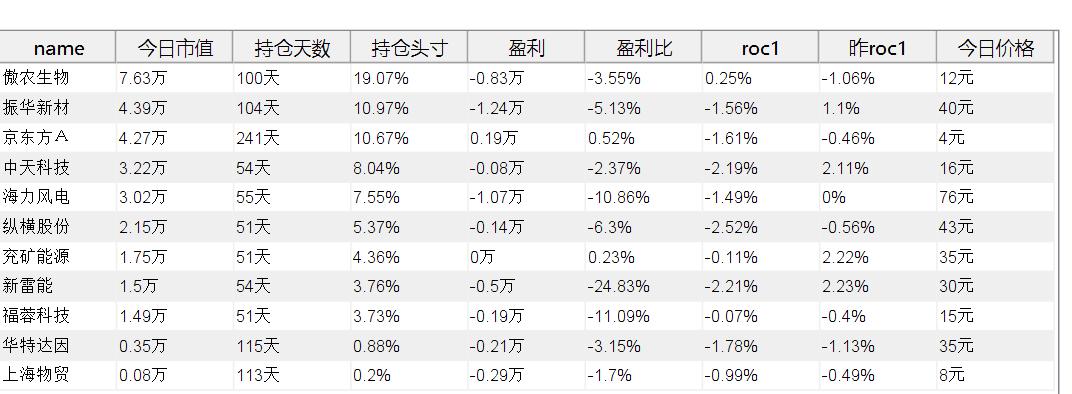 name 今日市值 持仓天数 持仓头寸 盈利 盈利比 roc1 昨roc1 今日价格
傲农生物 7.63万 100天 19.07% -0.83万 -3.55% 0.25% -1.06% 12元
振华新材 4.39万 104天 10.97% -1.24万 -5.13% -1.56% 1.1% 40元
京东方Ａ 4.27万 241天 10.67% 0.19万 0.52% -1.61% -0.46% 4元
中天科技 3.22万 54天 8.04% -0.08万 -2.37% -2.19% 2.11% 16元
海力风电 3.02万 55天 7.55% -1.07万 -10.86% -1.49% 0% 76元
纵横股份 2.15万 51天 5.37% -0.14万 -6.3% -2.52% -0.56% 43元
兖矿能源 1.75万 51天 4.36% 0万 0.23% -0.11% 2.22% 35元
新雷能 1.5万 54天 3.76% -0.5万 -24.83% -2.21% 2.23% 30元
福蓉科技 1.49万 51天 3.73% -0.19万 -11.09% -0.07% -0.4% 15元
华特达因 0.35万 115天 0.88% -0.21万 -3.15% -1.78% -1.13% 35元
上海物贸 0.08万 113天 0.2% -0.29万 -1.7% -0.99% -0.49% 8元